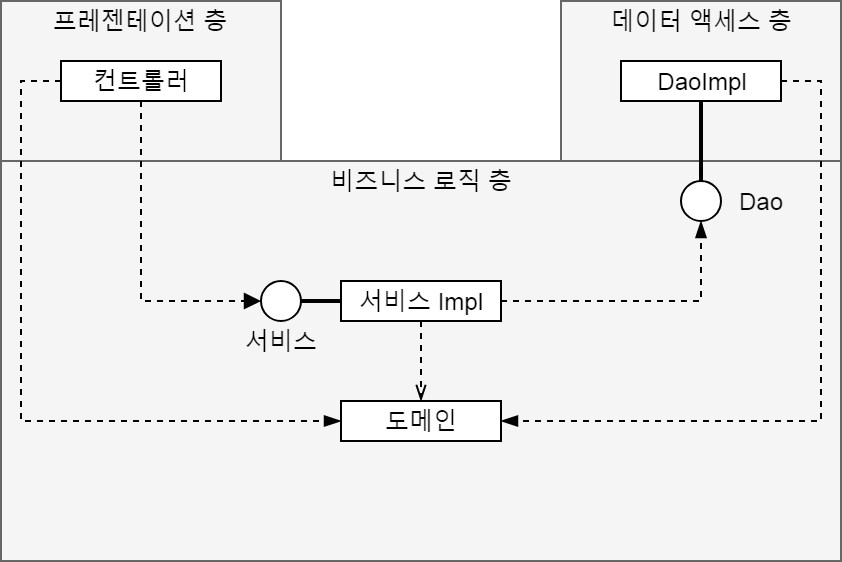 프레젠테이션 층
데이터 액세스 층
컨트롤러
DaoImpl
비즈니스 로직 층
Dao
서비스 Impl
서비스
도메인